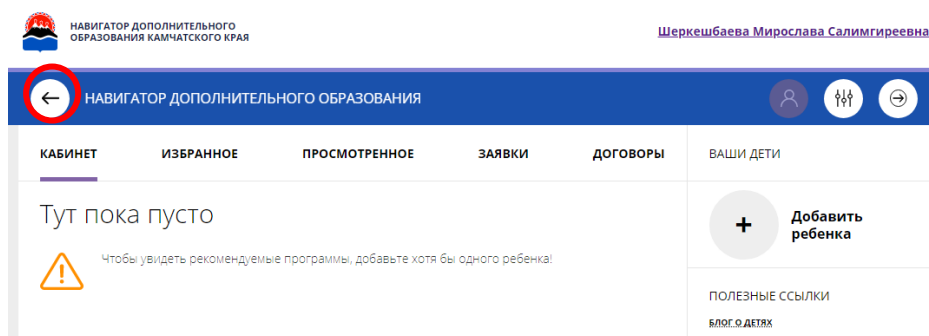 НАВИГАТОР ДОПОЛНИТЕЛЬНОГО
ОБРАЗОВАНИЯ КАМЧАТСКОГО КРАЯ
Шеркешбаева Мирослава Салимгиреевна
НАВИГАТОР ДОПОЛНИТЕЛЬНОГО ОБРАЗОВАНИЯ
КАБИНЕТ ИЗБРАННОЕ ПРОСМОТРЕННОЕ ЗАЯВКИ ДОГОВОРЫ
Тут пока пусто
Чтобы увидеть рекомендуемые программы, добавьте хотя бы одного ребенка!
ВАШИ ДЕТИ
Добавить
ребенка
ПОЛЕЗНЫЕ ССЫЛКИ
БЛОГ О ДЕТЯХ